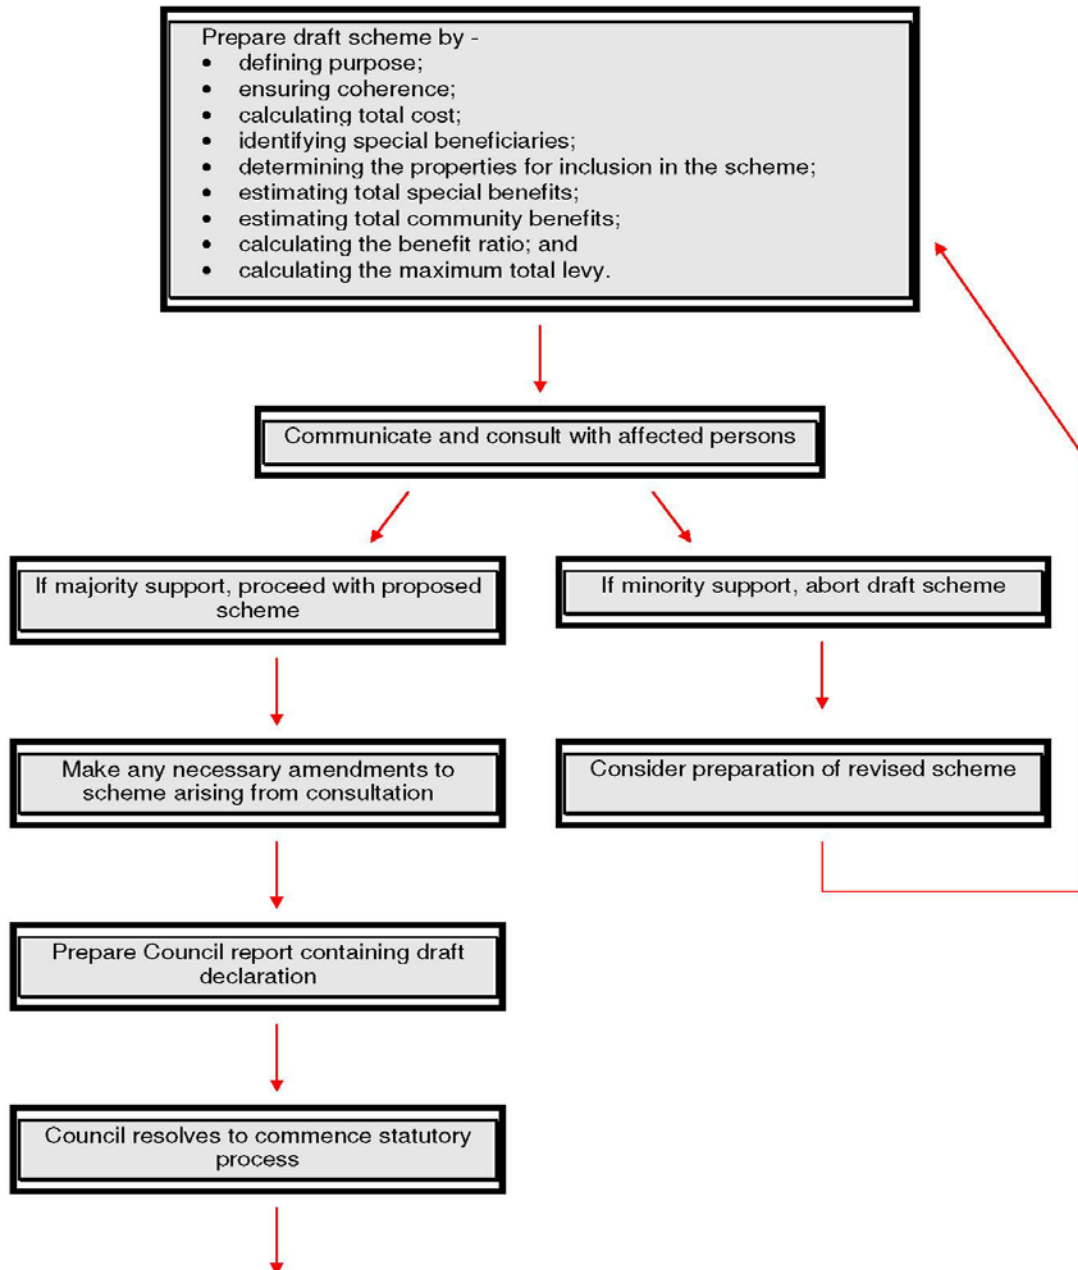 Prepare draft scheme by -
• defining purpose;
• ensuring coherence;
• calculating total cost;
• identifying special beneficiaries;
• determining the properties for inclusion in the scheme;
• estimating total special benefits;
• estimating total community benefits;
• calculating the benefit ratio; and
• calculating the maximum total levy.
Communicate and consult with affected persons
If majority support, proceed with proposed
scheme
If minority support, abort draft scheme
Make any necessary amendments to
scheme arising from consultation
Consider preparation of revised scheme
Prepare Council report containing draft
declaration
Council resolves to commence statutory
process